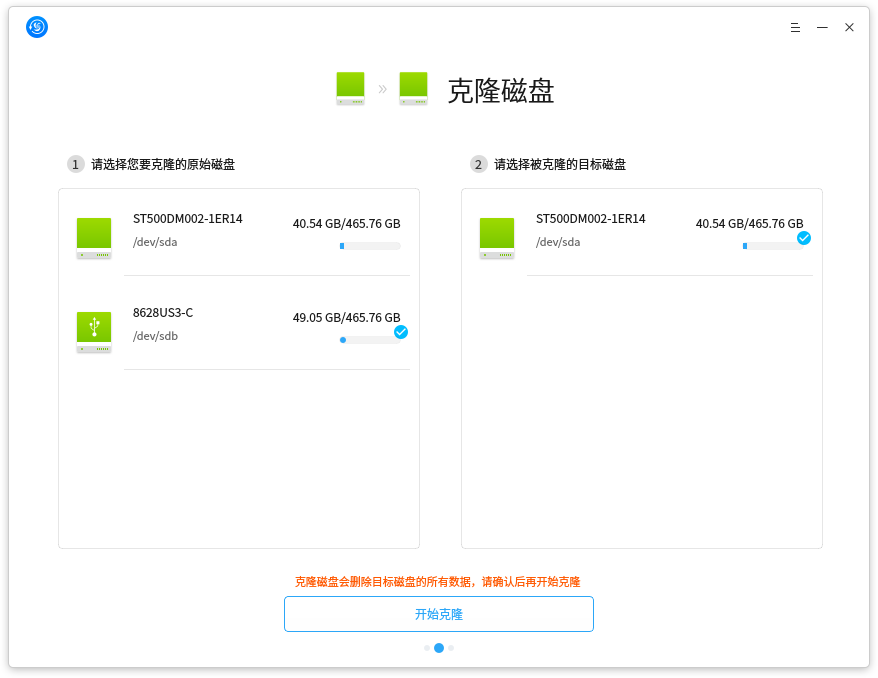 克隆磁盘
1 请选择您要克隆的原始磁盘
ST500DM002-1ER14
40.54 GB/465.76 GB
/dev/sda
8628US3-C
49.05 GB/465.76 GB
/dev/sdb
2 请选择被克隆的目标磁盘
ST500DM002-1ER14
40.54 GB/465.76 GB
/dev/sda
克隆磁盘会删除目标磁盘的所有数据，请确认后再开始克隆
开始克隆